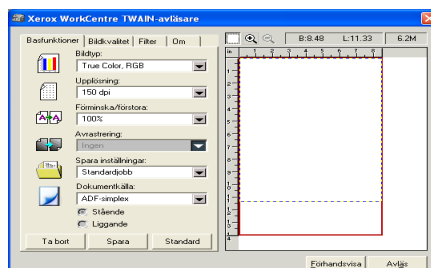 Xerox WorkCentre TWAIN-avläsare
Basfunktioner Bildkvalitet Filter Om
B:8.48 L:11.33 6.2M
Bildtyp:
True Color, RGB
Upplösning:
150 dpi
Förminska/förstora:
100%
Avrastrering:
Ingen
Spara inställningar:
Standardjobb
Dokumentkälla:
ADF-simplex
Stående
Liggande
Ta bort Spara Standard
Förhandsvisa Avläs